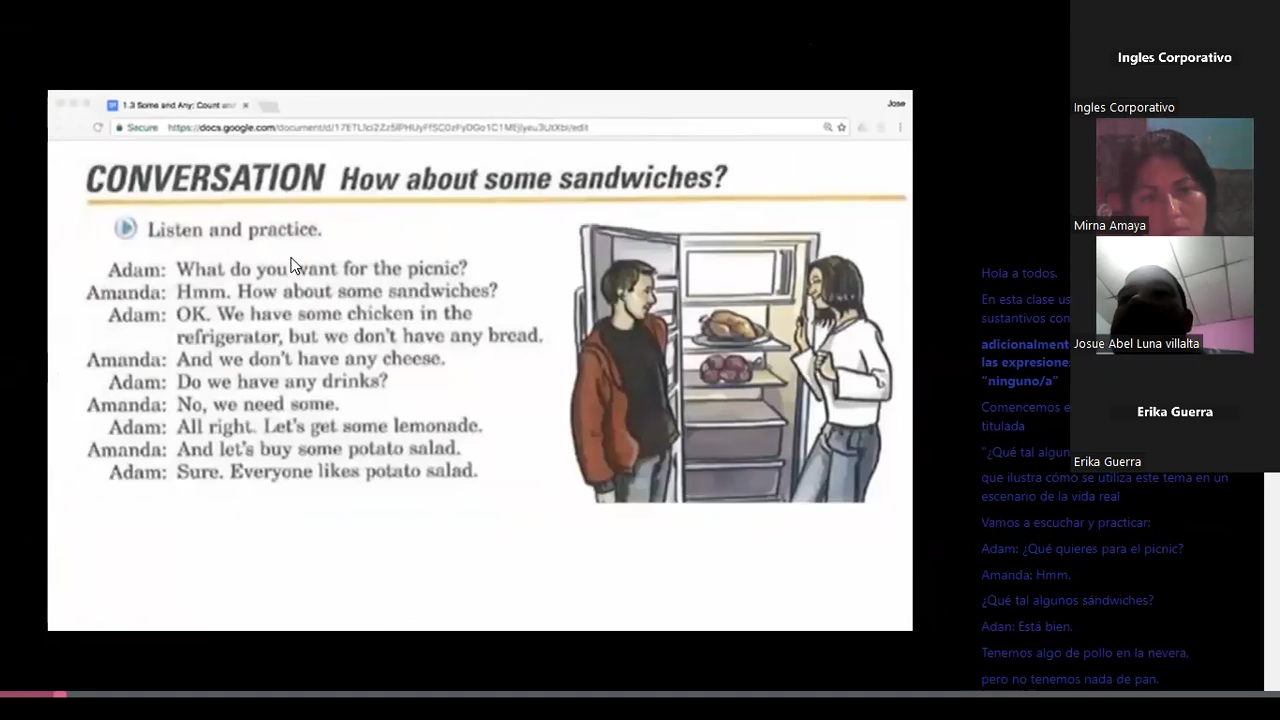 1.3 Some and Any: Count and
Jose
Secure
CONVERSATION How about some sandwiches?
Listen and practice.
Adam: What do you want for the picnic?
Amanda: Hmm. How about some sandwiches?
Adam: OK. We have some chicken in the
refrigerator, but we don't have any bread.
Amanda: And we don't have any cheese.
Adam: Do we have any drinks?
Amanda: No, we need some.
Adam: All right. Let's get some lemonade.
Amanda: And let's buy some potato salad.
Adam: Sure. Everyone likes potato salad.
Ingles Corporativo
Ingles Corporativo
Mirna Amaya
Josue Abel Luna villalta
Erika Guerra
Erika Guerra
Hola a todos.
En esta clase us
sustantivos con
adicionalment
las expresione
"ninguno/a"
Comencemos e
titulada
"¿Qué tal algun
que ilustra cómo se utiliza este tema en un
escenario de la vida real
Vamos a escuchar y practicar:
Adam: ¿Qué quieres para el picnic?
Amanda: Hmm.
¿Qué tal algunos sándwiches?
Adan: Está bien.
Tenemos algo de pollo en la nevera,
pero no tenemos nada de pan.